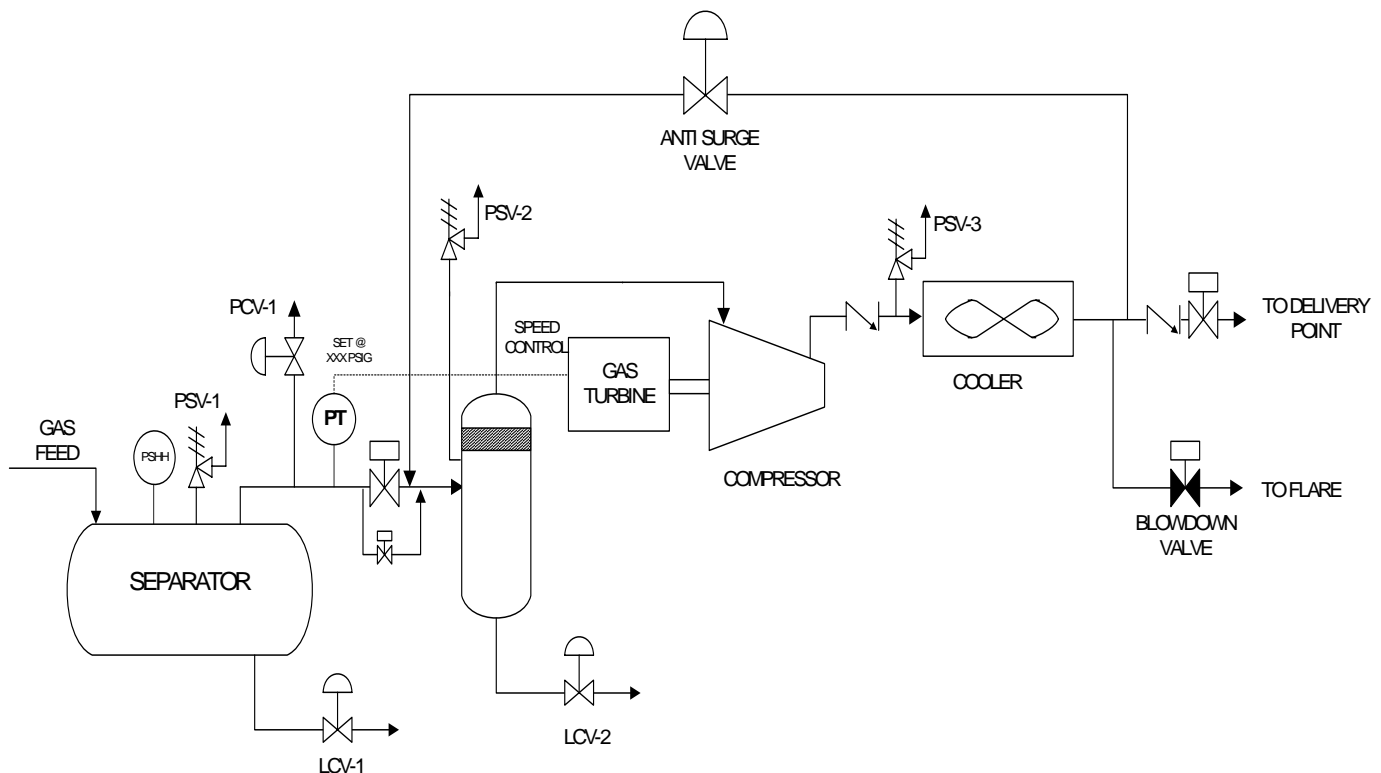 ANTI SURGE
VALVE
PSV-2
PSV-3
PCV-1
SET @
XXX PSIG
SPEED
CONTROL
TO DELIVERY
POINT
GAS
TURBINE
COOLER
PSV-1
PT
GAS
FEED
PSHH
COMPRESSOR
TO FLARE
BLOWDOWN
VALVE
SEPARATOR
LCV-2
LCV-1